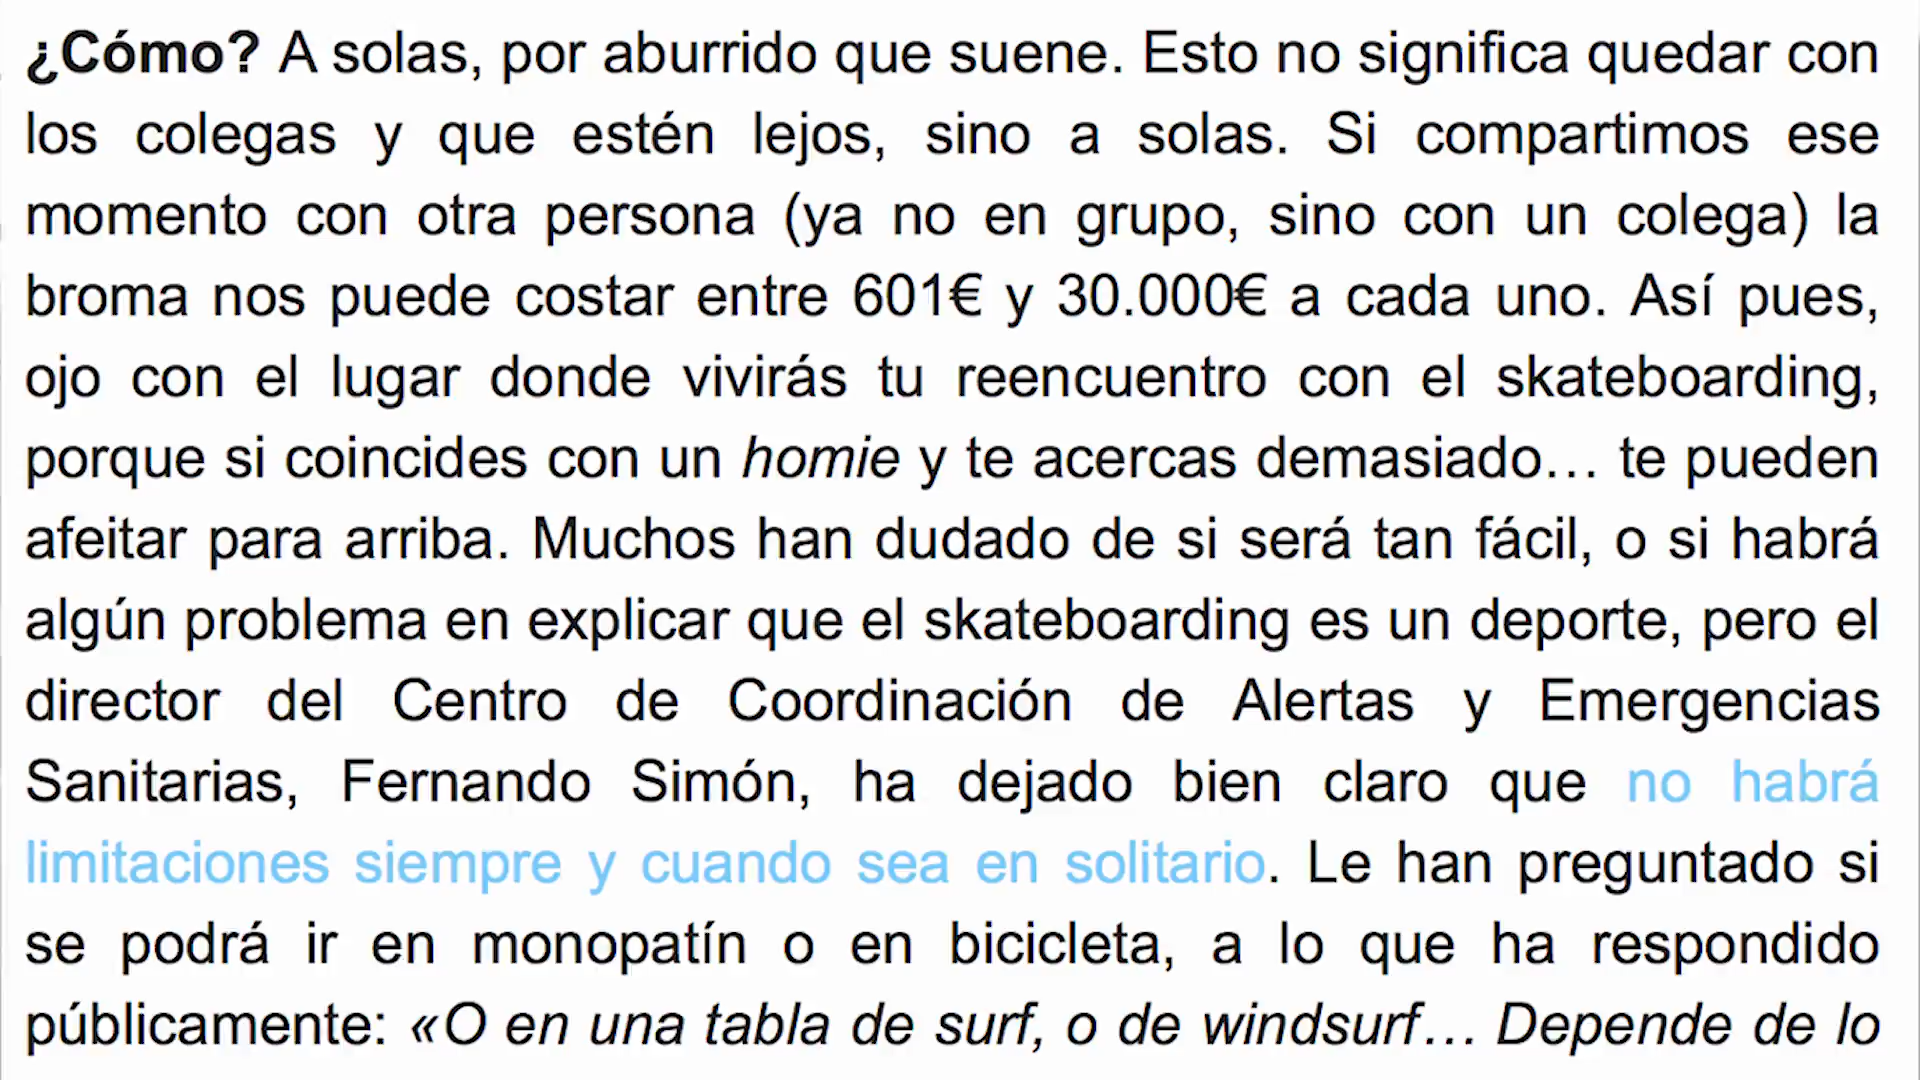 ¿Cómo? A solas, por aburrido que suene. Esto no significa quedar con
los colegas y que estén lejos, sino a solas. Si compartimos ese
momento con otra persona (ya no en grupo, sino con un colega) la
broma nos puede costar entre 601€ y 30.000€ a cada uno. Así pues,
ojo con el lugar donde vivirás tu reencuentro con el skateboarding,
porque si coincides con un homie y te acercas demasiado… te pueden
afeitar para arriba. Muchos han dudado de si será tan fácil, o si habrá
algún problema en explicar que el skateboarding es un deporte, pero el
director del Centro de Coordinación de Alertas y Emergencias
Sanitarias, Fernando Simón, ha dejado bien claro que no habrá
limitaciones siempre y cuando sea en solitario. Le han preguntado si
se podrá ir en monopatín o en bicicleta, a lo que ha respondido
públicamente: «O en una tabla de surf, o de windsurf… Depende de lo